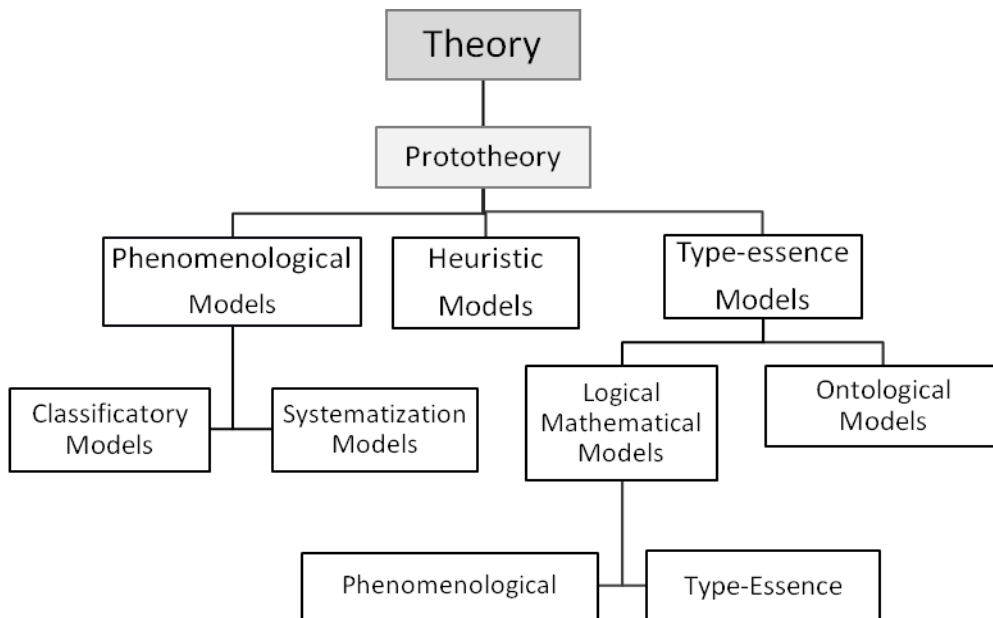 Theory
Prototheory
Phenomenological
Models
Heuristic
Models
Type-essence
Models
Classificatory
Models
Systematization
Models
Logical
Mathematical
Models
Ontological
Models
Phenomenological
Type-Essence